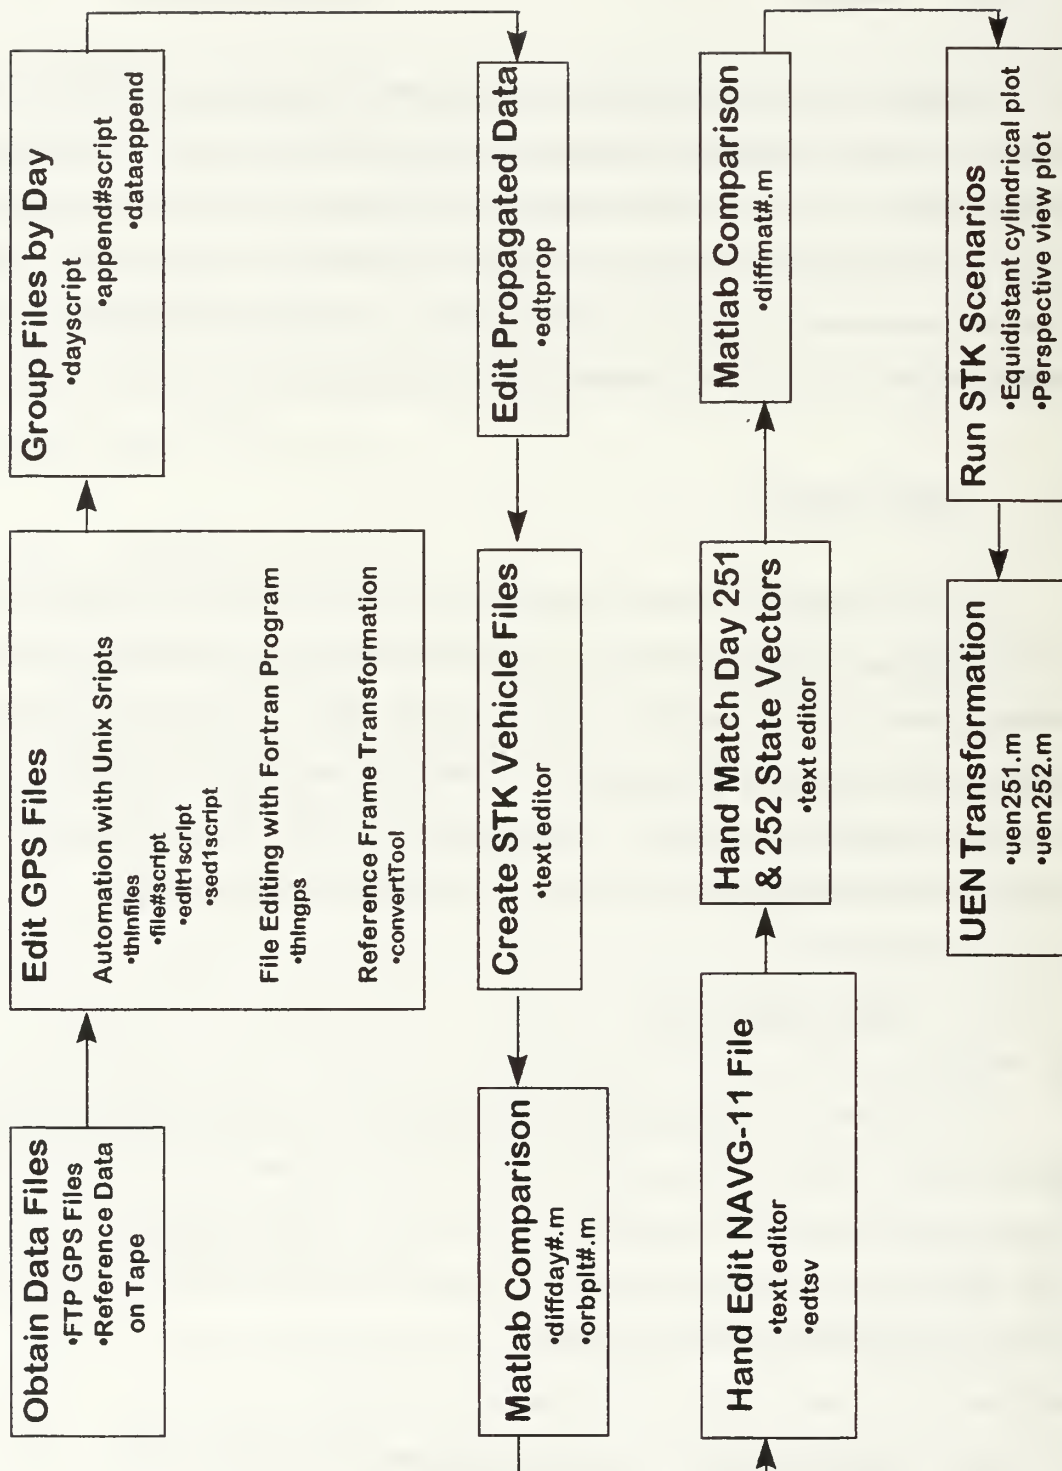 Obtain Data Files
•FTP GPS Files
•Reference Data
on Tape
Edit GPS Files
Automation with Unix Sripts
•thinfiles
•file#script
•edit1script
•sed1script
File Editing with Fortran Program
•thingps
Reference Frame Transformation
•convertTool
Group Files by Day
•dayscript
•append#script
•dataappend
Edit Propagated Data
•edtprop
Create STK Vehicle Files
•text editor
Matlab Comparison
•diffday#.m
•orbplt#.m
Hand Edit NAVG-11 File
•text editor
•edtsv
Hand Match Day 251
& 252 State Vectors
•text editor
Matlab Comparison
•diffmat#.m
Run STK Scenarios
•Equidistant cylindrical plot
•Perspective view plot
UEN Transformation
•uen251.m
•uen252.m